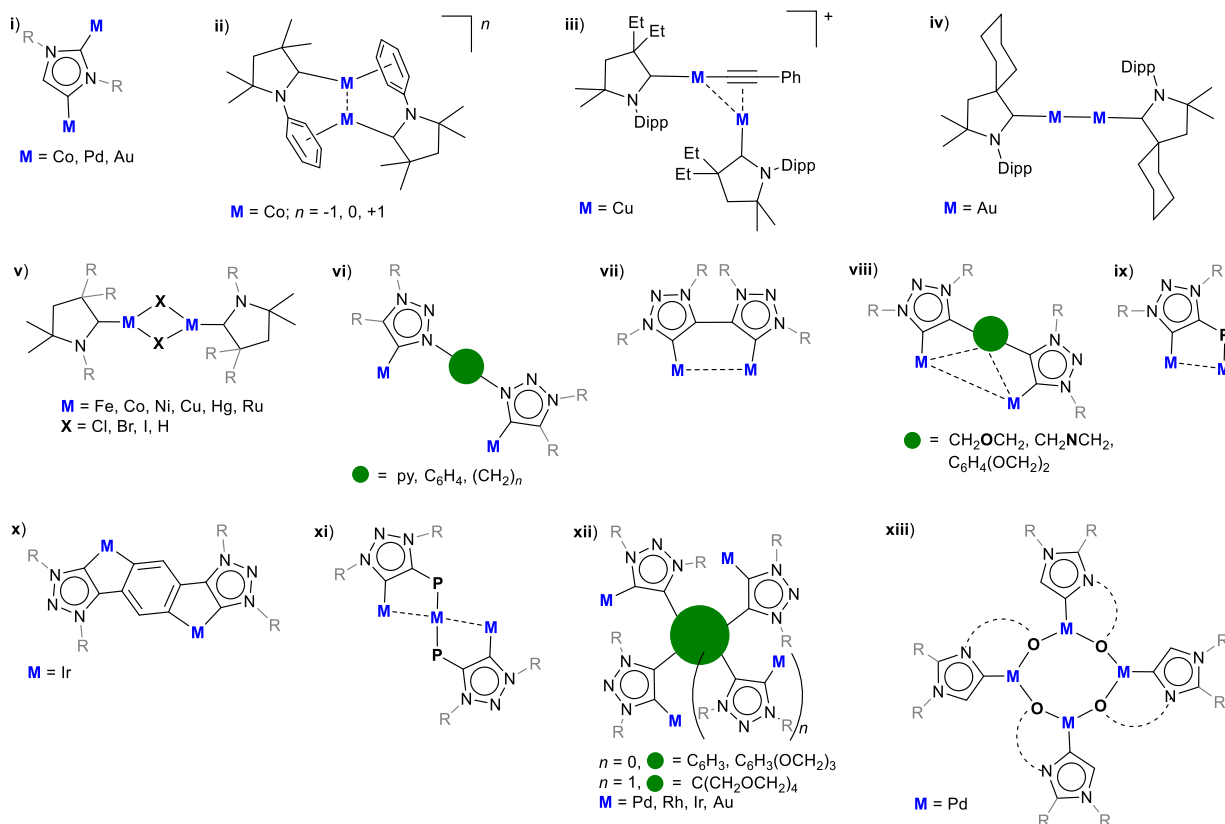 i)
M
R
N
N
R
M
M = Co, Pd, Au
ii)
n
M
N
M
N
M = Co; n = -1, 0, +1
iii)
+
Et
Et
M
Ph
N
Dipp
M
Et
Et
N
Dipp
M = Cu
iv)
Dipp
N
M
M
N
Dipp
M = Au
v)
R
R
R
N
X
M
M
X
N
R
R
R
M = Fe, Co, Ni, Cu, Hg, Ru
X = Cl, Br, I, H
vi)
R
N
N
R
N
M
N
N
N
R
M
R
= py, C6H4, (CH2)n
vii)
R
R
N
N
N
N
N
N
R
R
M
M
viii)
R
N
N
R
N
R
M
N
N
N
M
R
= CH2OCH2, CH2NCH2,
C6H4(OCH2)2
ix)
R
N
N
R
N
P
M
M
x)
R
M
R
N
N
N
N
N
N
R
R
M
M = Ir
xi)
R
N
N
N
R
P
M
M
M
P
R
N
N
N
R
xii)
R
N
N
N
R
M
M
R
N
N
N
R
R
N
N
N
R
M
M
N
N
N
R
R
n
n = 0, = C6H3, C6H3(OCH2)3
n = 1, = C(CH2OCH2)4
M = Pd, Rh, Ir, Au
xiii)
R
R
N
N
M
O
O
R
N
N
R
M
M
R
N
N
R
O
O
M
N
N
R
R
M = Pd